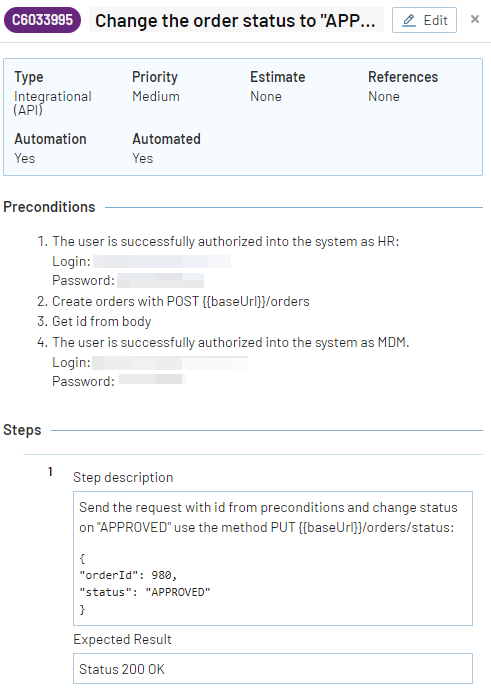 C6033995 Change the order status to "APP... Edit ×
Type Priority Estimate References
Integrational Medium None None
(API)
Automation Automated
Yes Yes
Preconditions
1. The user is successfully authorized into the system as HR:
Login:
Password:
2. Create orders with POST {{baseUrl}}/orders
3. Get id from body
4. The user is successfully authorized into the system as MDM.
Login:
Password:
Steps
1 Step description
Send the request with id from preconditions and change status
on "APPROVED" use the method PUT {{baseUrl}}/orders/status:
{
"orderId": 980,
"status": "APPROVED"
}
Expected Result
Status 200 OK